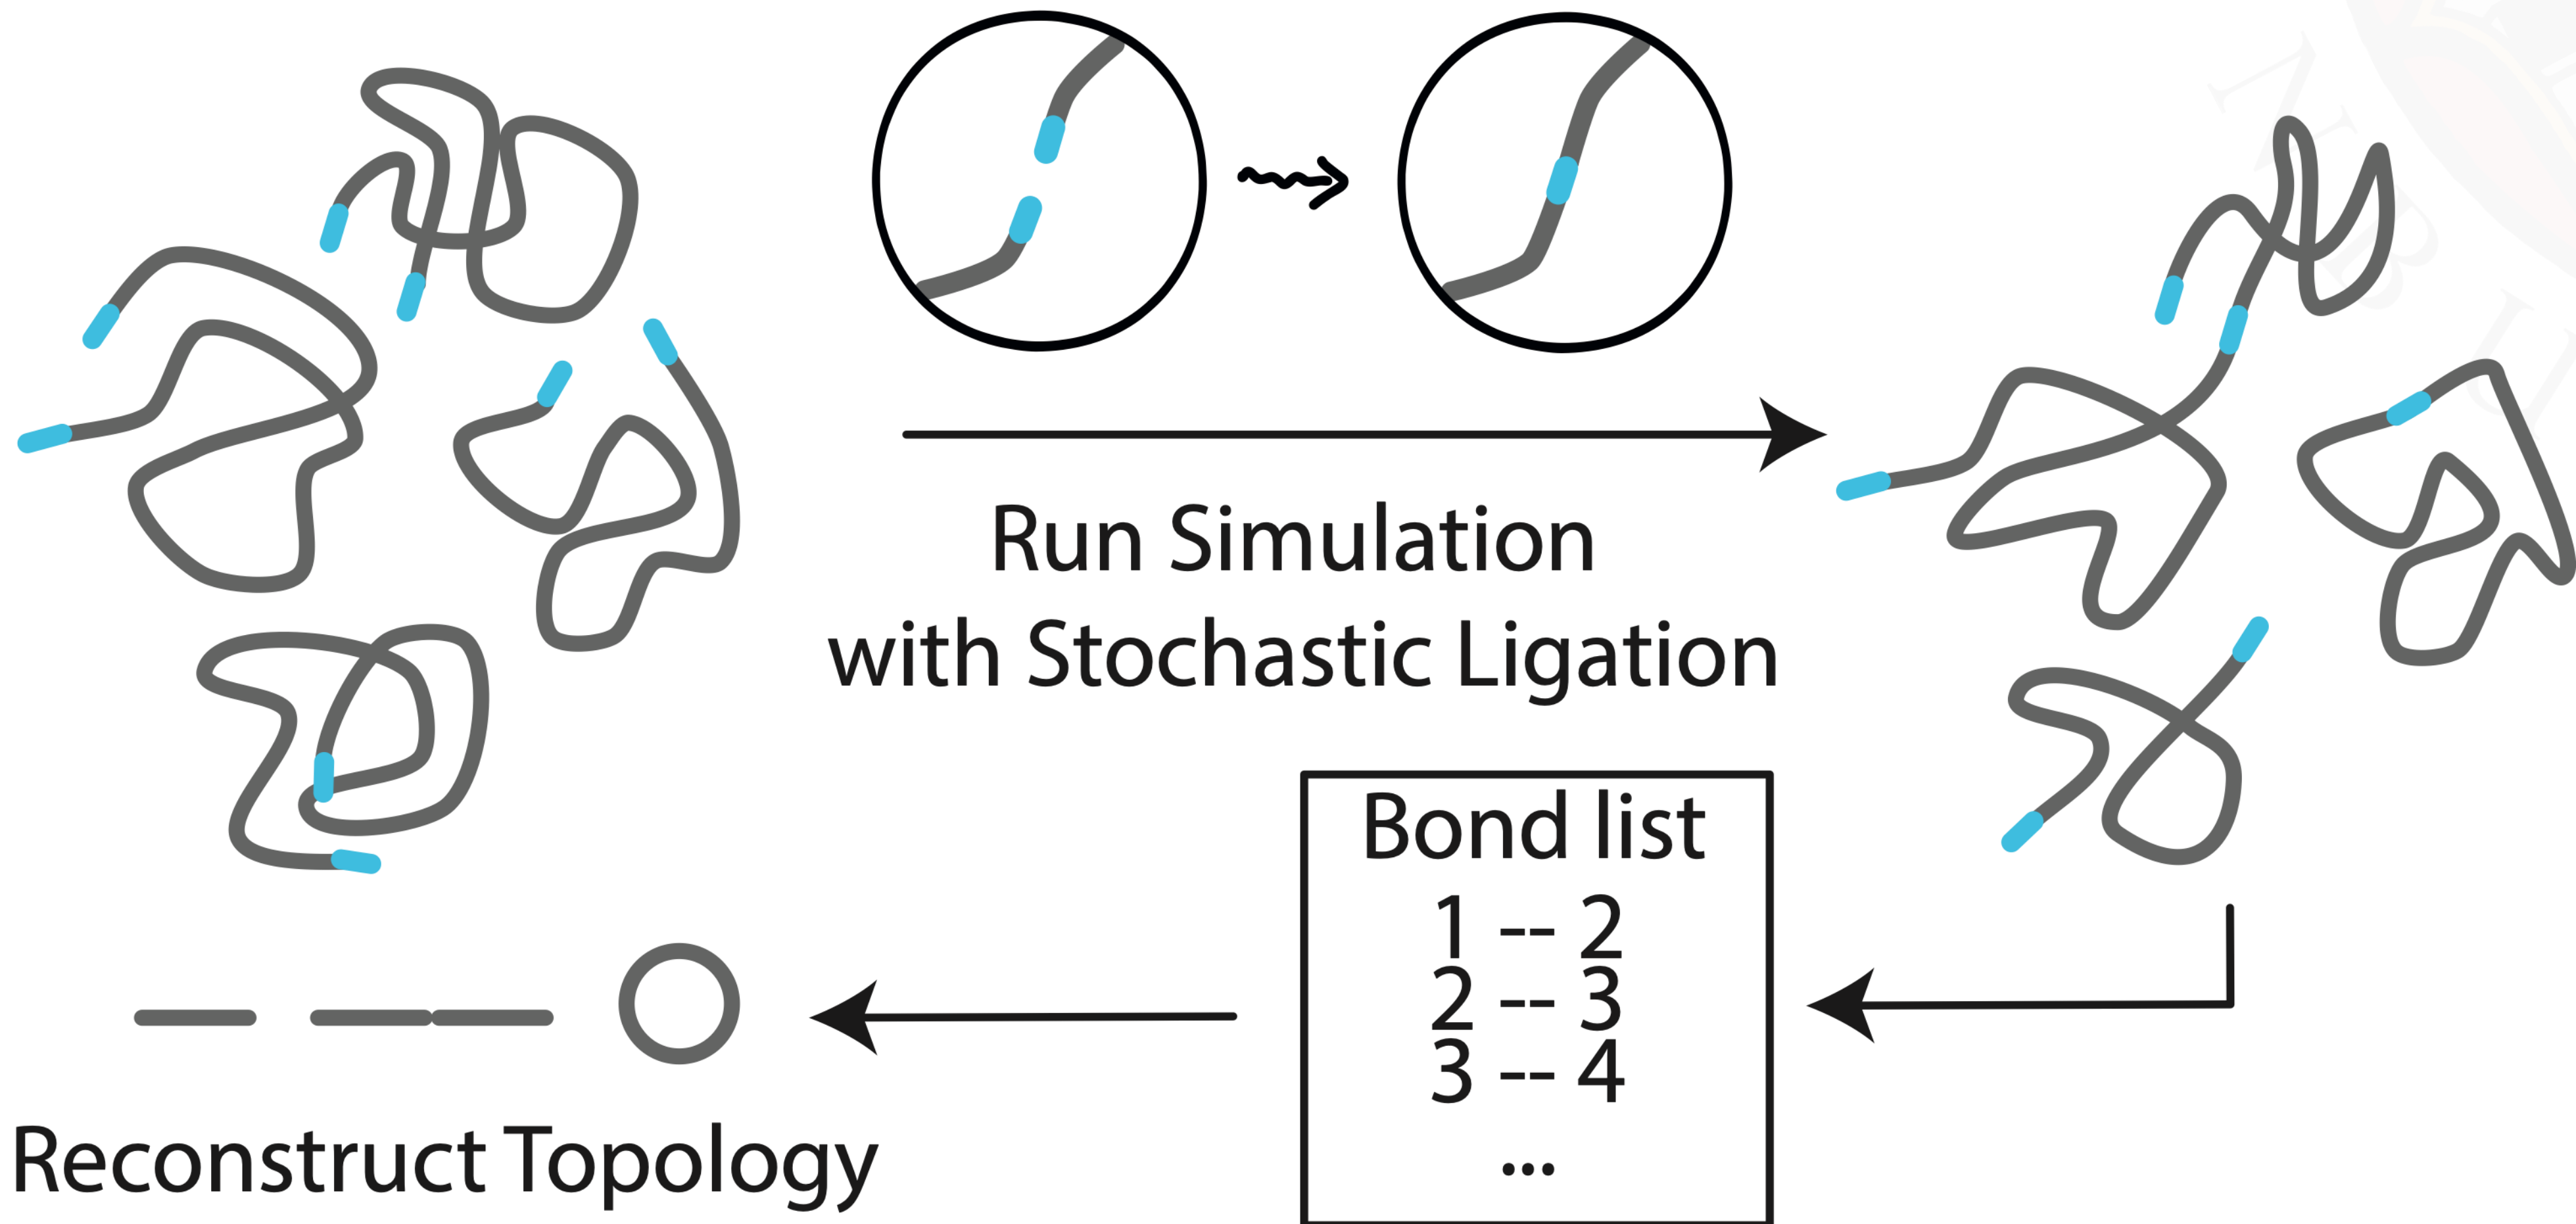 Run Simulation
with Stochastic Ligation
Bond list
1 -- 2
2 -- 3
3 -- 4
...
Reconstruct Topology